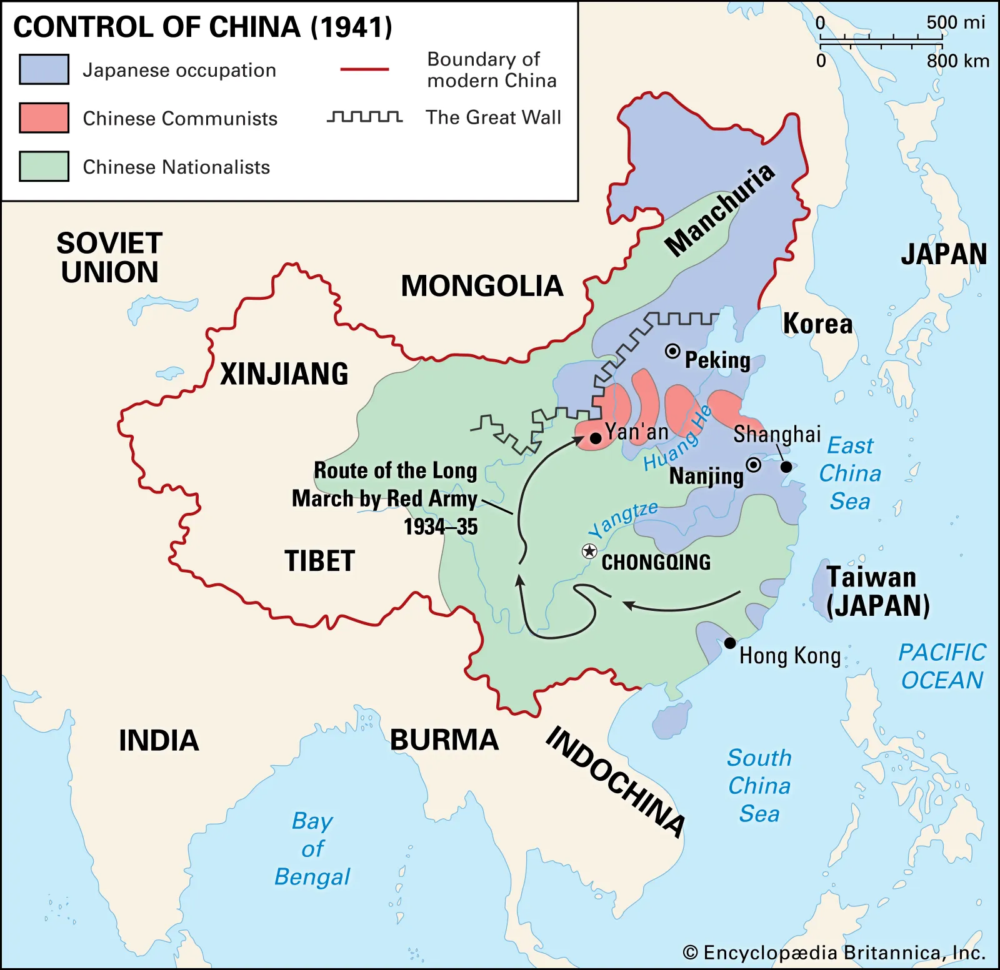 CONTROL OF CHINA (1941)
Japanese occupation
Chinese Communists
Chinese Nationalists
Boundary of
modern China
The Great Wall
0 500 mi
0 800 km
SOVIET
UNION
MONGOLIA
Manchuria
JAPAN
Korea
XINJIANG
Peking
Yan'an
Huang He
Shanghai
Nanjing
East
China
Sea
Route of the Long
March by Red Army
1934–35
Yangtze
TIBET
CHONGQING
Taiwan
(JAPAN)
Hong Kong
PACIFIC
OCEAN
INDIA
BURMA
INDOCHINA
South
China
Sea
Bay
of
Bengal
© Encyclopædia Britannica, Inc.